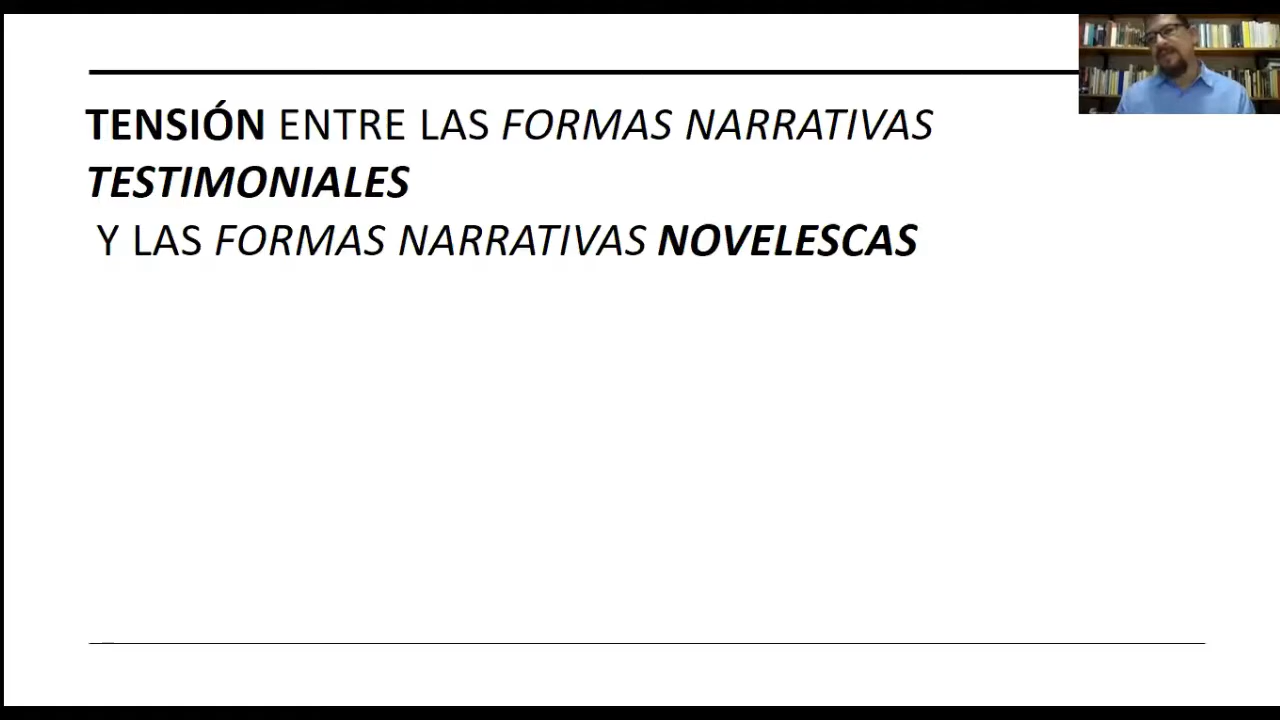 TENSIÓN ENTRE LAS FORMAS NARRATIVAS
TESTIMONIALES
Y LAS FORMAS NARRATIVAS NOVELESCAS